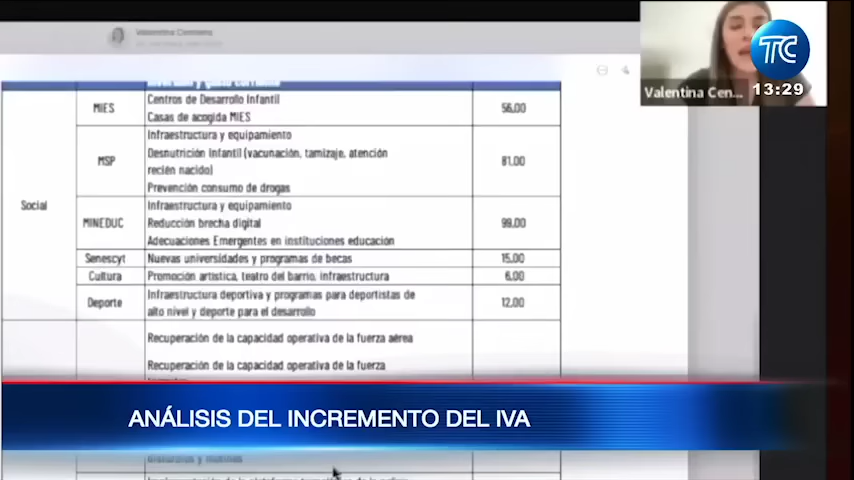 Valentina Centeno
TC
Valentina Cen...
13:29
inversión y gasto corriente
MIES
Centros de Desarrollo Infantil
Casas de acogida MIES
56,00
MSP
Infraestructura y equipamiento
Desnutrición Infantil (vacunación, tamizaje, atención
recién nacido)
Prevención consumo de drogas
81,00
Social
MINEDUC
Infraestructura y equipamiento
Reducción brecha digital
Adecuaciones Emergentes en instituciones educación
99,00
Senescyt
Nuevas universidades y programas de becas
15,00
Cultura
Promoción artística, teatro del barrio, infraestructura
6,00
Deporte
Infraestructura deportiva y programas para deportistas de
alto nivel y deporte para el desarrollo
12,00
Recuperación de la capacidad operativa de la fuerza aérea
Recuperación de la capacidad operativa de la fuerza
ANÁLISIS DEL INCREMENTO DEL IVA